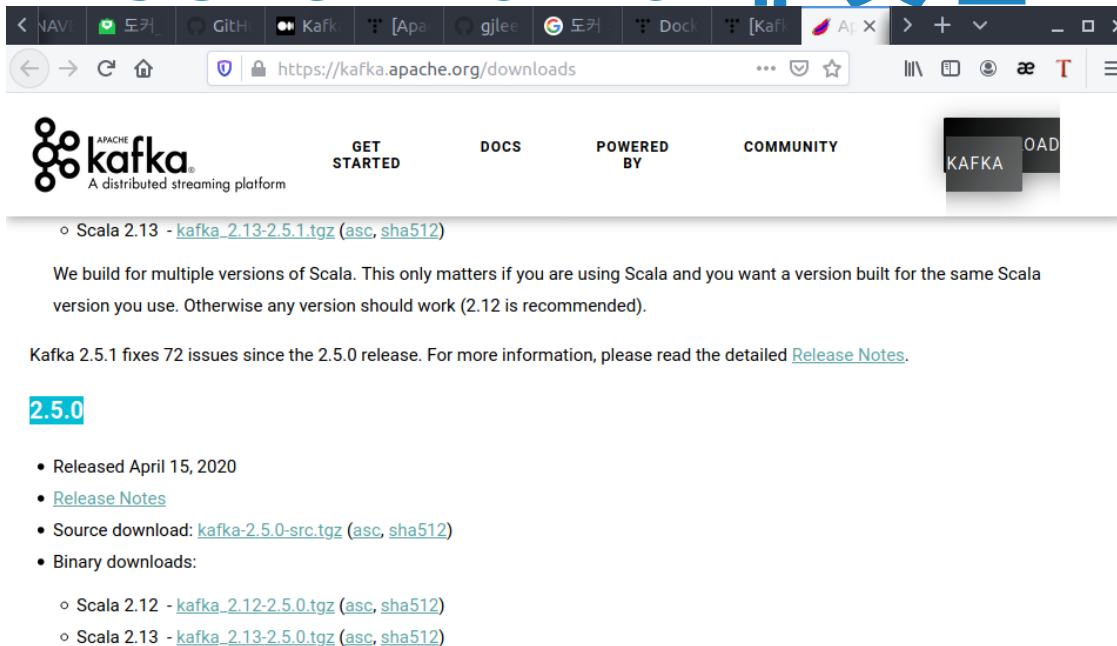 NAVE 도커_ GitH Kafk [Apa gjlee 도커 Dock [Kafk Ap
https://kafka.apache.org/downloads
APACHE
kafka®
A distributed streaming platform
GET STARTED
DOCS
POWERED BY
COMMUNITY
OAD
KAFKA
◦ Scala 2.13 - kafka_2.13-2.5.1.tgz (asc, sha512)
We build for multiple versions of Scala. This only matters if you are using Scala and you want a version built for the same Scala
version you use. Otherwise any version should work (2.12 is recommended).
Kafka 2.5.1 fixes 72 issues since the 2.5.0 release. For more information, please read the detailed Release Notes.
2.5.0
• Released April 15, 2020
• Release Notes
• Source download: kafka-2.5.0-src.tgz (asc, sha512)
• Binary downloads:
◦ Scala 2.12 - kafka_2.12-2.5.0.tgz (asc, sha512)
◦ Scala 2.13 - kafka_2.13-2.5.0.tgz (asc, sha512)